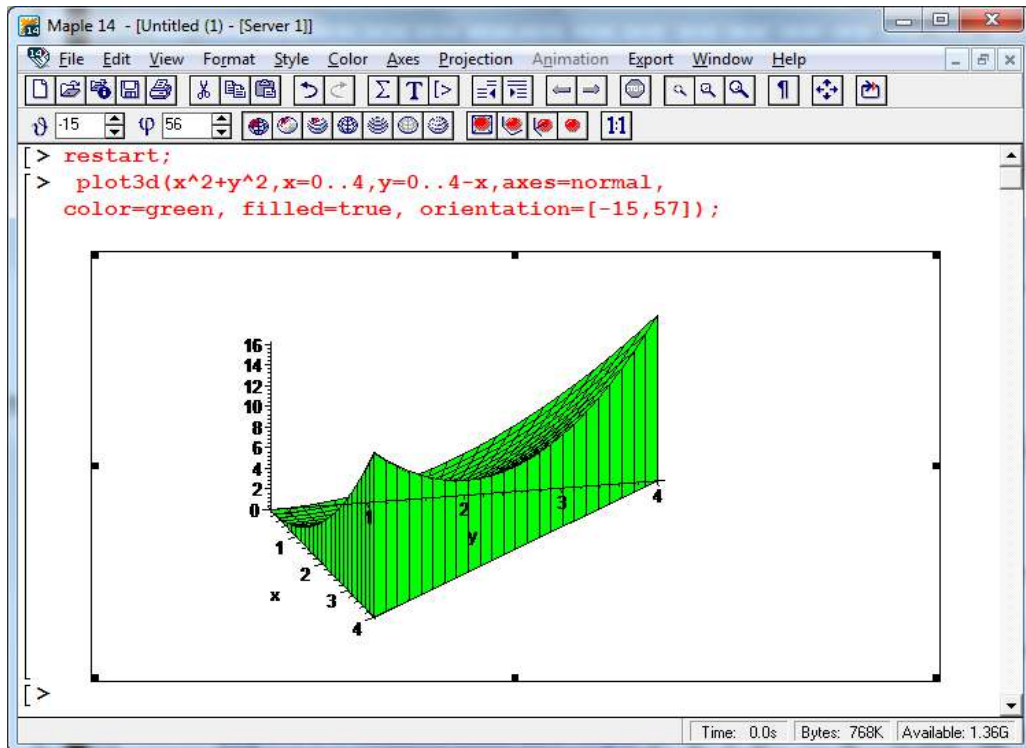 Maple 14 - [Untitled (1) - [Server 1]]
File Edit View Format Style Color Axes Projection Animation Export Window Help
ϑ -15 φ 56 1:1
[> restart;
[> plot3d(x^2+y^2,x=0..4,y=0..4-x,axes=normal,
color=green, filled=true, orientation=[-15,57]);
16
14
12
10
8
6
4
2
0
1
2
3
4
x
1
2
3
4
y
[>
Time: 0.0s Bytes: 768K Available: 1.36G